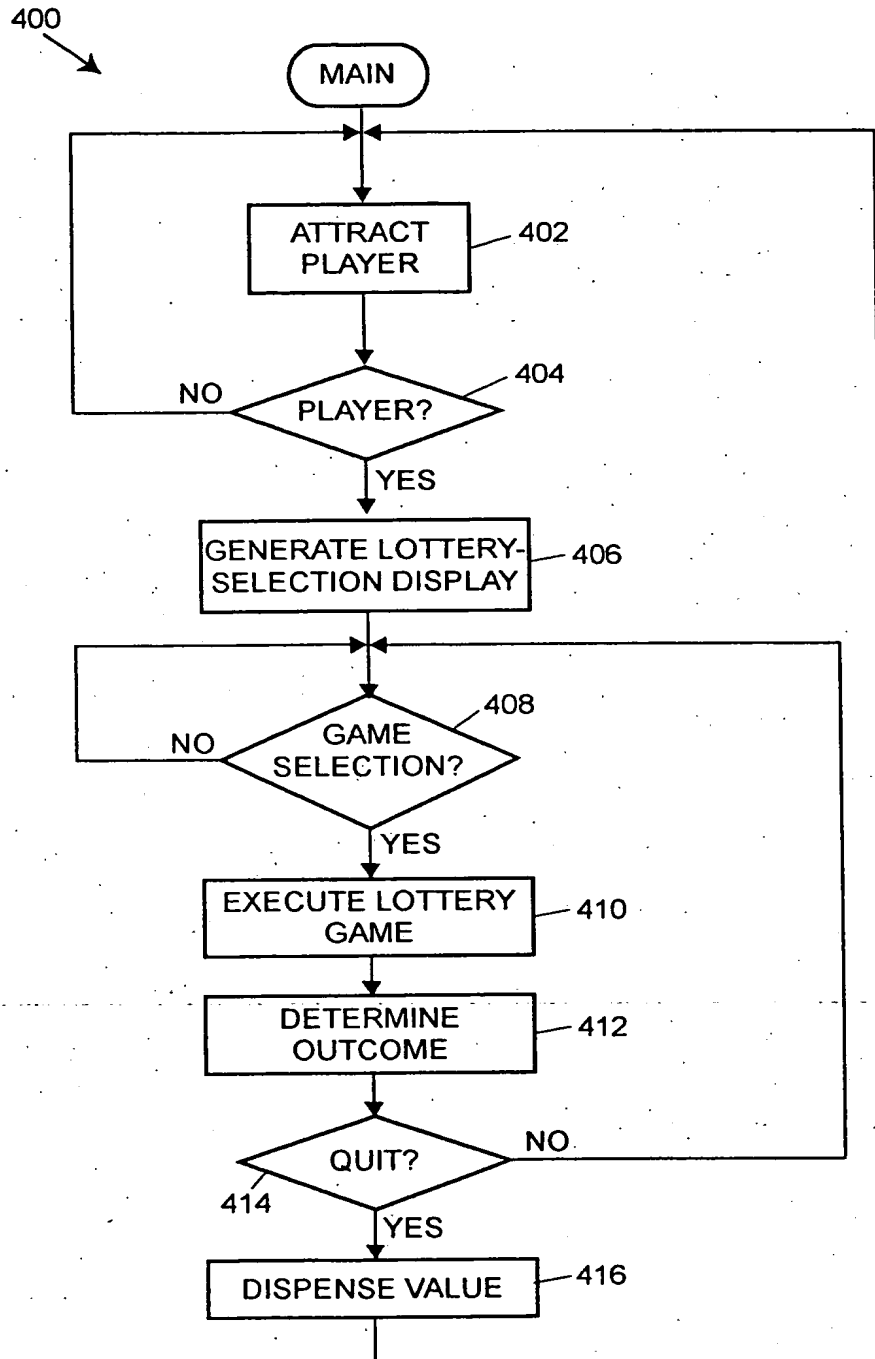 400
MAIN
ATTRACT
PLAYER
402
PLAYER?
404
NO
YES
GENERATE LOTTERY-
SELECTION DISPLAY
406
GAME
SELECTION?
408
NO
YES
EXECUTE LOTTERY
GAME
410
DETERMINE
OUTCOME
412
QUIT?
414
NO
YES
DISPENSE VALUE
416